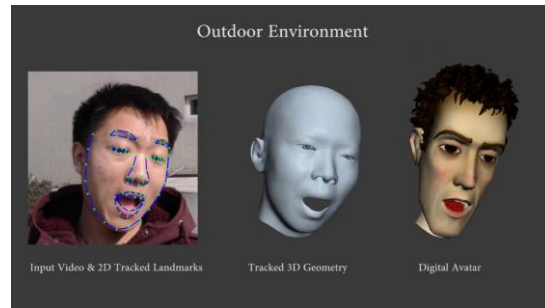 Outdoor Environment
Input Video & 2D Tracked Landmarks
Tracked 3D Geometry
Digital Avatar